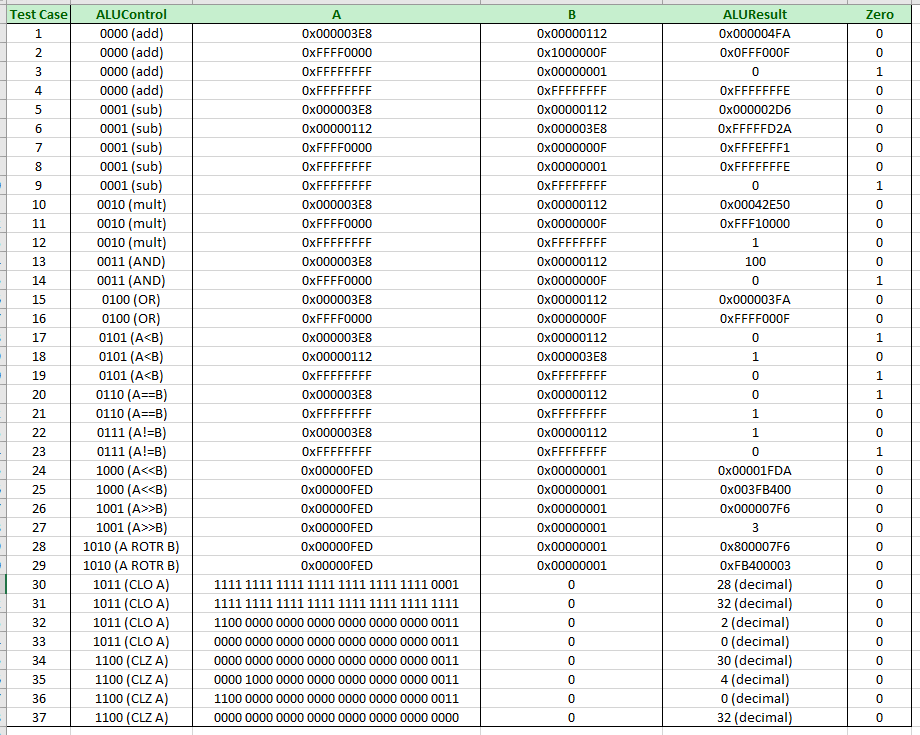 Test Case ALUControl A B ALUResult Zero
1 0000 (add) 0x000003E8 0x00000112 0x000004FA 0
2 0000 (add) 0xFFFF0000 0x1000000F 0x0FFF000F 0
3 0000 (add) 0xFFFFFFFF 0x00000001 0 1
4 0000 (add) 0xFFFFFFFF 0xFFFFFFFF 0xFFFFFFFE 0
5 0001 (sub) 0x000003E8 0x00000112 0x000002D6 0
6 0001 (sub) 0x00000112 0x000003E8 0xFFFFFD2A 0
7 0001 (sub) 0xFFFF0000 0x0000000F 0xFFFEFFF1 0
8 0001 (sub) 0xFFFFFFFF 0x00000001 0xFFFFFFFE 0
9 0001 (sub) 0xFFFFFFFF 0xFFFFFFFF 0 1
10 0010 (mult) 0x000003E8 0x00000112 0x00042E50 0
11 0010 (mult) 0xFFFF0000 0x0000000F 0xFFF10000 0
12 0010 (mult) 0xFFFFFFFF 0xFFFFFFFF 1 0
13 0011 (AND) 0x000003E8 0x00000112 100 0
14 0011 (AND) 0xFFFF0000 0x0000000F 0 1
15 0100 (OR) 0x000003E8 0x00000112 0x000003FA 0
16 0100 (OR) 0xFFFF0000 0x0000000F 0xFFFF000F 0
17 0101 (A<B) 0x000003E8 0x00000112 0 1
18 0101 (A<B) 0x00000112 0x000003E8 1 0
19 0101 (A<B) 0xFFFFFFFF 0xFFFFFFFF 0 1
20 0110 (A==B) 0x000003E8 0x00000112 0 1
21 0110 (A==B) 0xFFFFFFFF 0xFFFFFFFF 1 0
22 0111 (A!=B) 0x000003E8 0x00000112 1 0
23 0111 (A!=B) 0xFFFFFFFF 0xFFFFFFFF 0 1
24 1000 (A<<B) 0x00000FED 0x00000001 0x00001FDA 0
25 1000 (A<<B) 0x00000FED 0x00000001 0x003FB400 0
26 1001 (A>>B) 0x00000FED 0x00000001 0x000007F6 0
27 1001 (A>>B) 0x00000FED 0x00000001 3 0
28 1010 (A ROTR B) 0x00000FED 0x00000001 0x800007F6 0
29 1010 (A ROTR B) 0x00000FED 0x00000001 0xFB400003 0
30 1011 (CLO A) 1111 1111 1111 1111 1111 1111 1111 0001 0 28 (decimal) 0
31 1011 (CLO A) 1111 1111 1111 1111 1111 1111 1111 1111 0 32 (decimal) 0
32 1011 (CLO A) 1100 0000 0000 0000 0000 0000 0000 0011 0 2 (decimal) 0
33 1011 (CLO A) 0000 0000 0000 0000 0000 0000 0000 0011 0 0 (decimal) 0
34 1100 (CLZ A) 0000 0000 0000 0000 0000 0000 0000 0011 0 30 (decimal) 0
35 1100 (CLZ A) 0000 1000 0000 0000 0000 0000 0000 0011 0 4 (decimal) 0
36 1100 (CLZ A) 1100 0000 0000 0000 0000 0000 0000 0011 0 0 (decimal) 0
37 1100 (CLZ A) 0000 0000 0000 0000 0000 0000 0000 0000 0 32 (decimal) 0